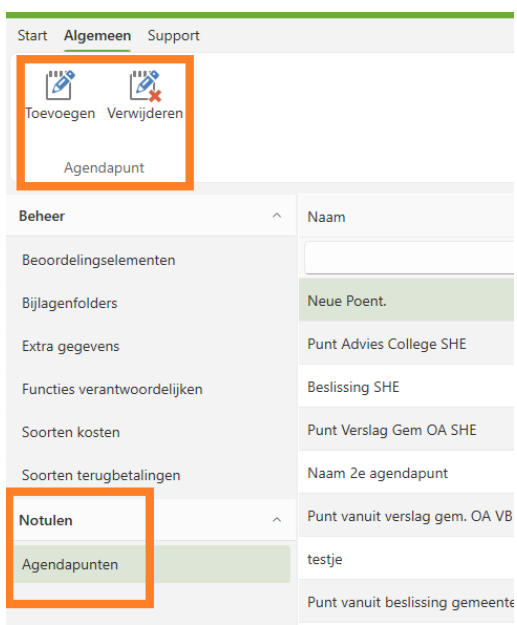 Start Algemeen Support
Toevoegen Verwijderen
Agendapunt
Beheer
Beoordelingselementen
Bijlagenfolders
Extra gegevens
Functies verantwoordelijken
Soorten kosten
Soorten terugbetalingen
Notulen
Agendapunten
Naam
Neue Poent.
Punt Advies College SHE
Beslissing SHE
Punt Verslag Gem OA SHE
Naam 2e agendapunt
Punt vanuit verslag gem. OA VB
testje
Punt vanuit beslissing gemeente